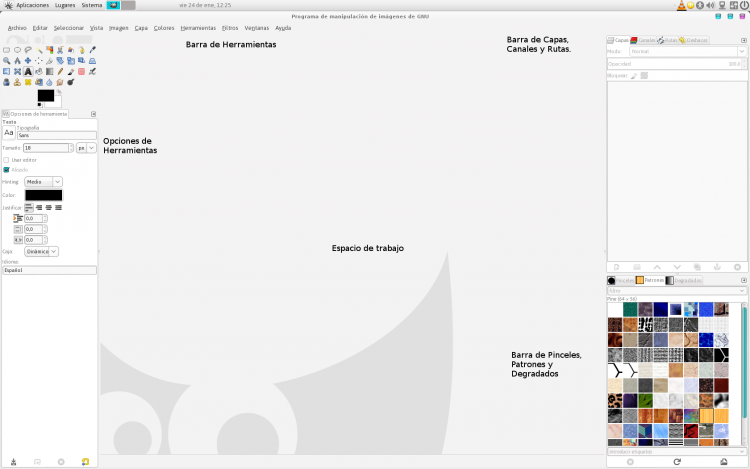 Aplicaciones Lugares Sistema vie 24 de ene, 12:25
Programa de manipulación de imágenes de GNU
Archivo Editar Seleccionar Vista Imagen Capa Colores Herramientas Filtros Ventanas Ayuda
Barra de Herramientas
Barra de Capas,
Canales y Rutas.
Capas Canales Rutas Deshacer
Modo: Normal
Opacidad 100,0
Bloquear:
Opciones de herramienta
Texto
Tipografía
Aa Sans
Tamaño: 18 px
Usar editor
Alisado
Hinting: Medio
Color:
Justificar:
0,0
0,0
0,0
Caja: Dinámico
Idioma:
Español
Opciones de
Herramientas
Espacio de trabajo
Pinceles Patrones Degradados
filtro
Pine (64 x 56)
Barra de Pinceles,
Patrones y
Degradados
Introducir etiquetas